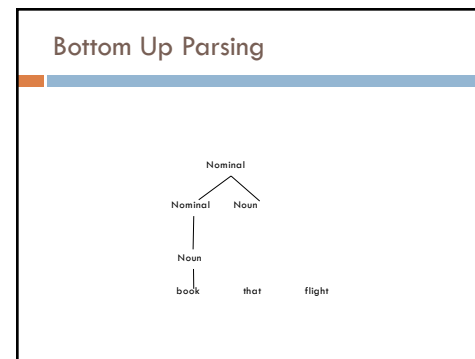 Bottom Up Parsing
Nominal
Nominal Noun
Noun
book that flight